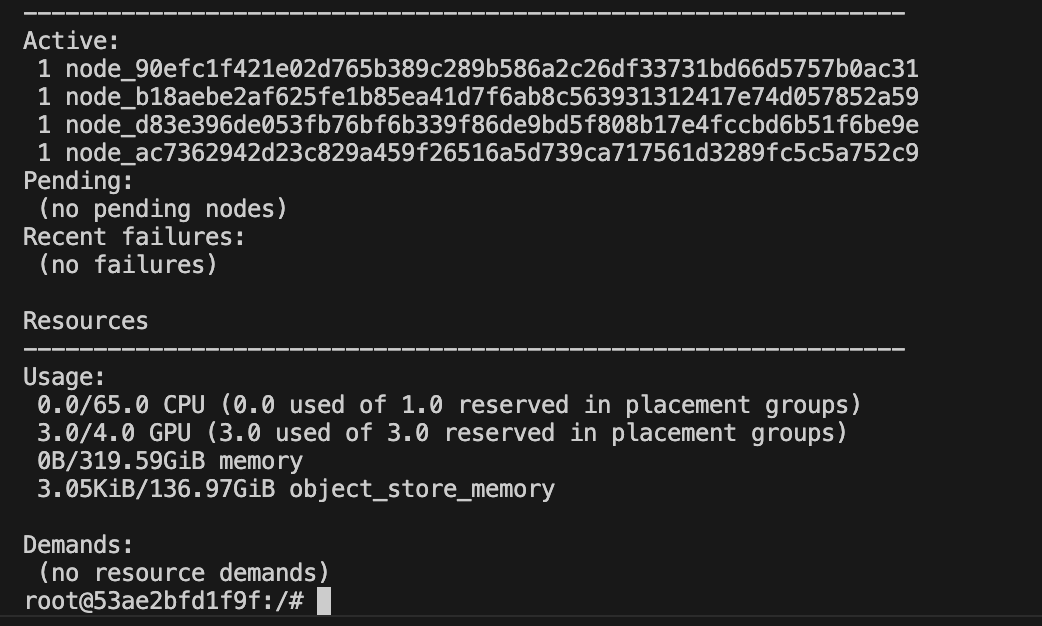 Active:
 1 node_90efc1f421e02d765b389c289b586a2c26df33731bd66d5757b0ac31
 1 node_b18aebe2af625fe1b85ea41d7f6ab8c563931312417e74d057852a59
 1 node_d83e396de053fb76bf6b339f86de9bd5f808b17e4fccbd6b51f6be9e
 1 node_ac7362942d23c829a459f26516a5d739ca717561d3289fc5c5a752c9
Pending:
 (no pending nodes)
Recent failures:
 (no failures)
Resources
Usage:
 0.0/65.0 CPU (0.0 used of 1.0 reserved in placement groups)
 3.0/4.0 GPU (3.0 used of 3.0 reserved in placement groups)
 0B/319.59GiB memory
 3.05KiB/136.97GiB object_store_memory
Demands:
 (no resource demands)
root@53ae2bfd1f9f:/#